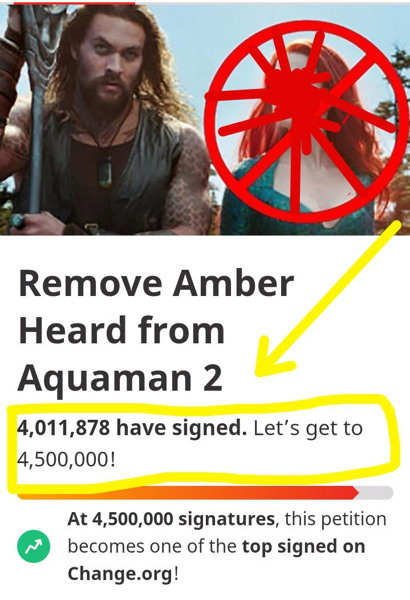 Remove Amber
Heard from
Aquaman 2
4,011,878 have signed. Let’s get to
4,500,000!
At 4,500,000 signatures, this petition
becomes one of the top signed on
Change.org!